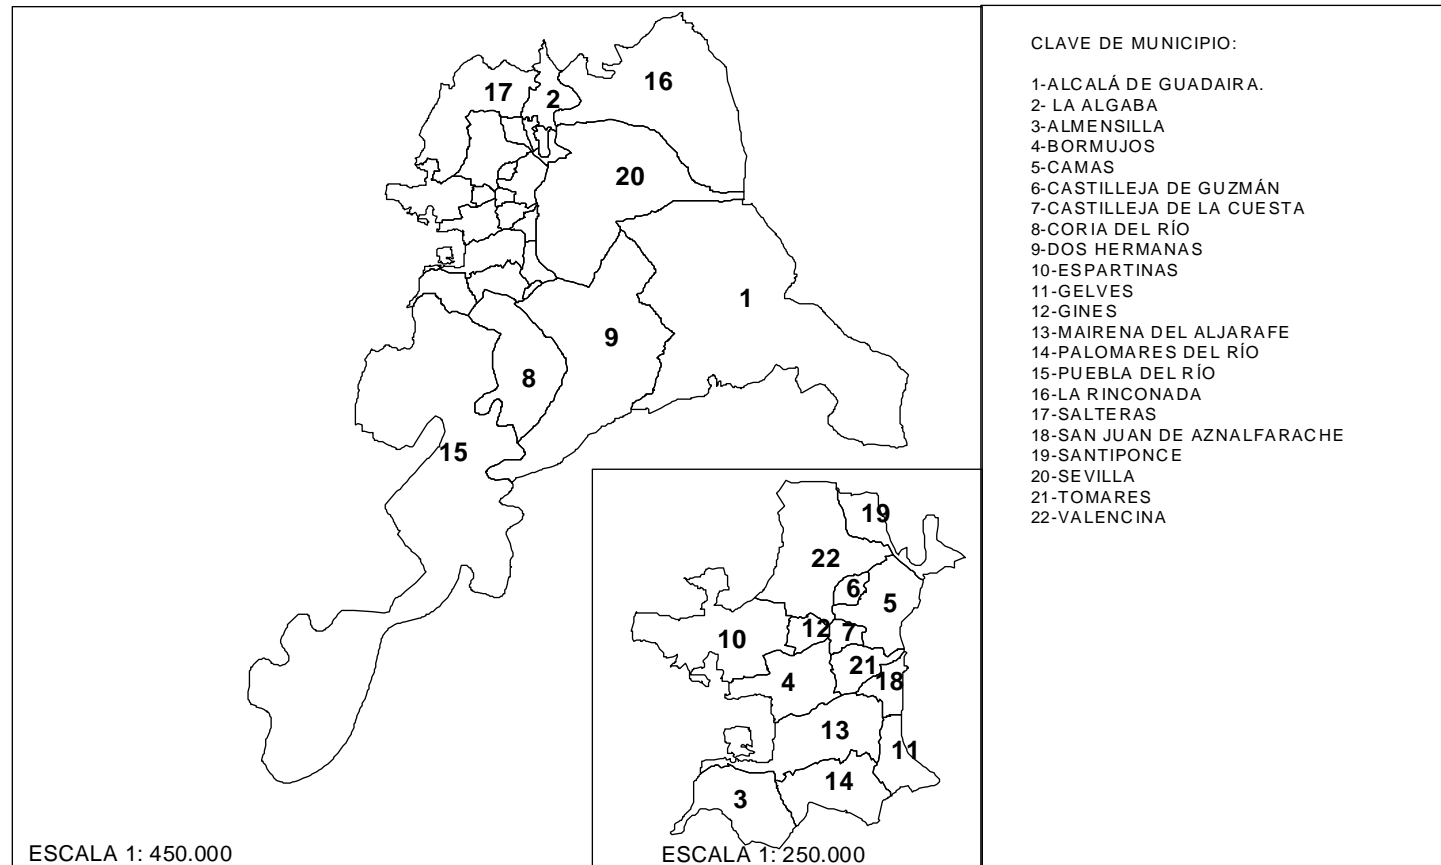 17
2
16
20
1
9
8
15
ESCALA 1: 450.000
19
22
6
5
10
12
7
21
4
18
13
11
14
3
ESCALA 1: 250.000
CLAVE DE MUNICIPIO:
1-ALCALÁ DE GUADAIRA.
2- LA ALGABA
3-ALMENSILLA
4-BORMUJOS
5-CAMAS
6-CASTILLEJA DE GUZMÁN
7-CASTILLEJA DE LA CUESTA
8-CORIA DEL RÍO
9-DOS HERMANAS
10-ESPARTINAS
11-GELVES
12-GINES
13-MAIRENA DEL ALJARAFE
14-PALOMARES DEL RÍO
15-PUEBLA DEL RÍO
16-LA RINCONADA
17-SALTERAS
18-SAN JUAN DE AZNALFARACHE
19-SANTIPONCE
20-SEVILLA
21-TOMARES
22-VALENCINA